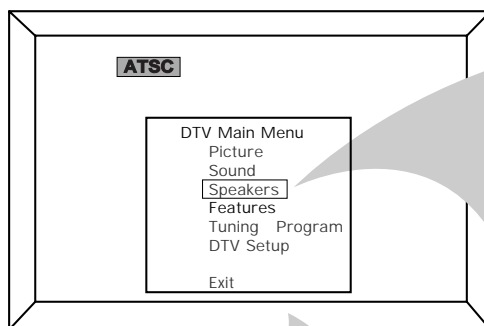 ATSC
DTV Main Menu
Picture
Sound
Speakers
Features
Tuning Program
DTV Setup
Exit